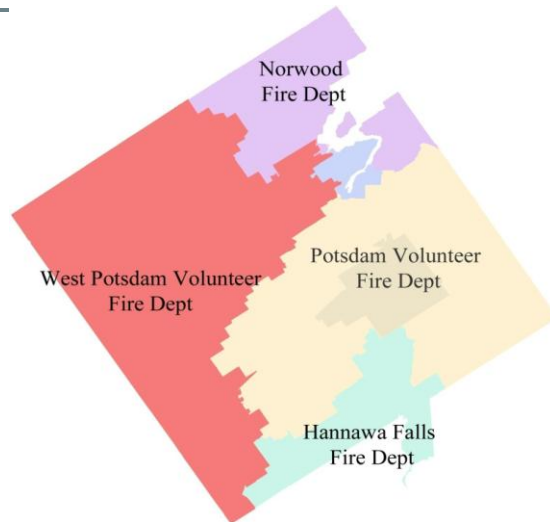 Norwood
Fire Dept
West Potsdam Volunteer
Fire Dept
Potsdam Volunteer
Fire Dept
Hannawa Falls
Fire Dept